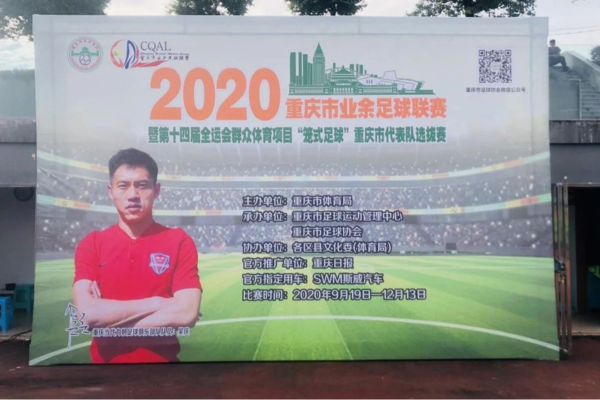 CQAL
2020
重庆市业余足球联赛
暨第十四届全运会群众体育项目“笼式足球”重庆市代表队选拔赛
主办单位：重庆市体育局
承办单位：重庆市足球运动管理中心
重庆市足球协会
协办单位：各区县文化委(体育局)
官方推广单位：重庆日报
官方指定用车：SWM斯威汽车
比赛时间：2020年9月19日—12月13日